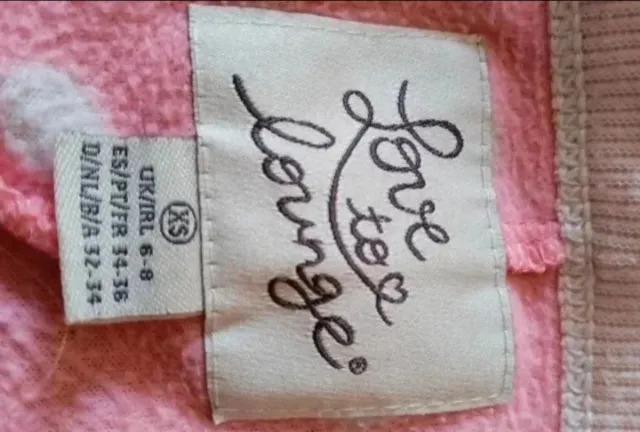 love
to
lounge®
XS
UK/IRL 6-8
ES/PT/FR 34-36
D/NL/B/A 32-34